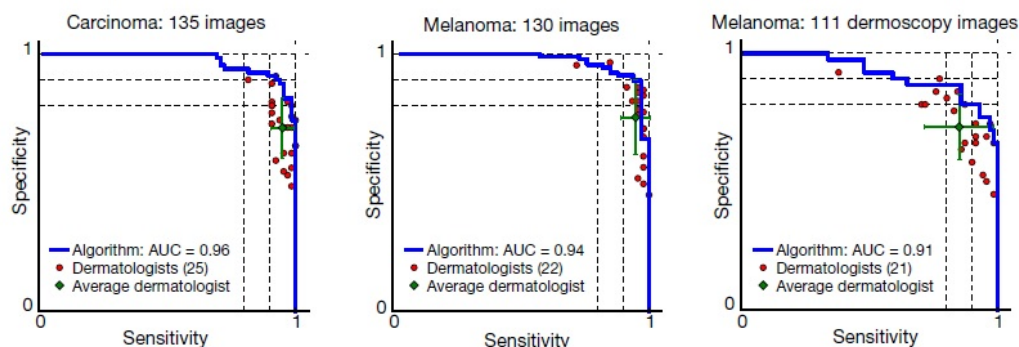 Carcinoma: 135 images
1
Specificity
Algorithm: AUC = 0.96
Dermatologists (25)
Average dermatologist
0
0
1
Sensitivity
Melanoma: 130 images
1
Specificity
Algorithm: AUC = 0.94
Dermatologists (22)
Average dermatologist
0
0
1
Sensitivity
Melanoma: 111 dermoscopy images
1
Specificity
Algorithm: AUC = 0.91
Dermatologists (21)
Average dermatologist
0
0
1
Sensitivity